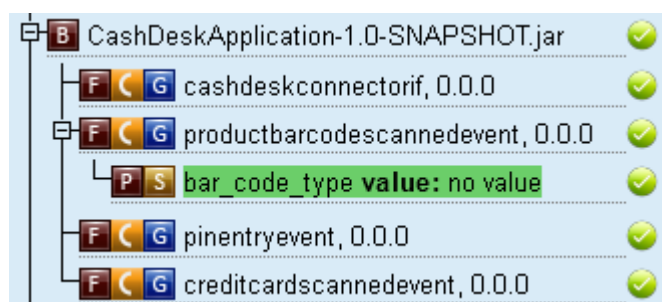 B CashDeskApplication-1.0-SNAPSHOT.jar
F G cashdeskconnectorif, 0.0.0
F G productbarcodescannedevent, 0.0.0
P S bar_code_type value: no value
F G pinentryevent, 0.0.0
F G creditcardscannedevent, 0.0.0